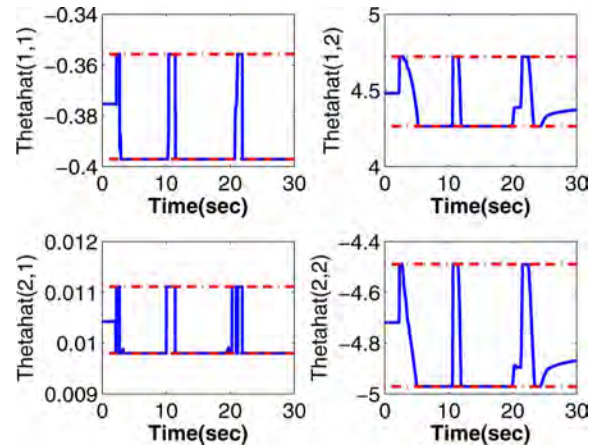 Thetahat(1,1)
−0.34
−0.36
−0.38
−0.4
0 10 20 30
Time(sec)
Thetahat(1,2)
5
4.5
4
0 10 20 30
Time(sec)
Thetahat(2,1)
0.012
0.011
0.01
0.009
0 10 20 30
Time(sec)
Thetahat(2,2)
−4.4
−4.6
−4.8
−5
0 10 20 30
Time(sec)